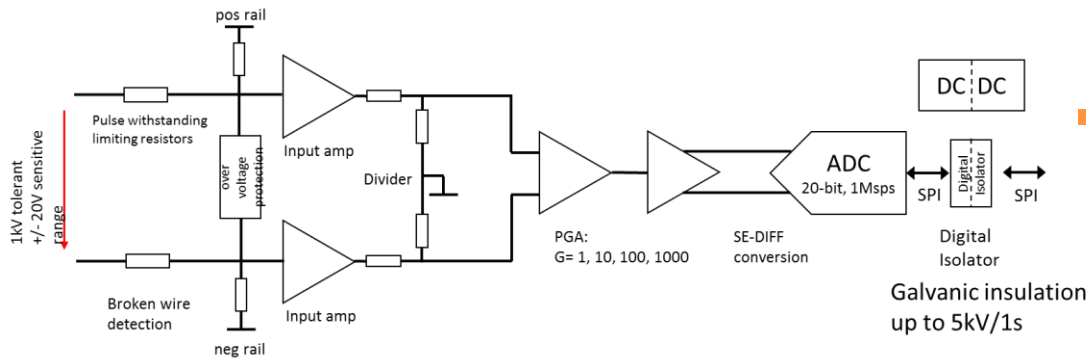 pos rail
DC DC
Pulse withstanding
limiting resistors
Input amp
over
voltage
protection
1kV tolerant
+/- 20V sensitive
range
Divider
ADC
20-bit, 1Msps
SPI
Digital
Isolator
SPI
PGA:
G= 1, 10, 100, 1000
SE-DIFF
conversion
Digital
Isolator
Broken wire
detection
Input amp
Galvanic insulation
up to 5kV/1s
neg rail